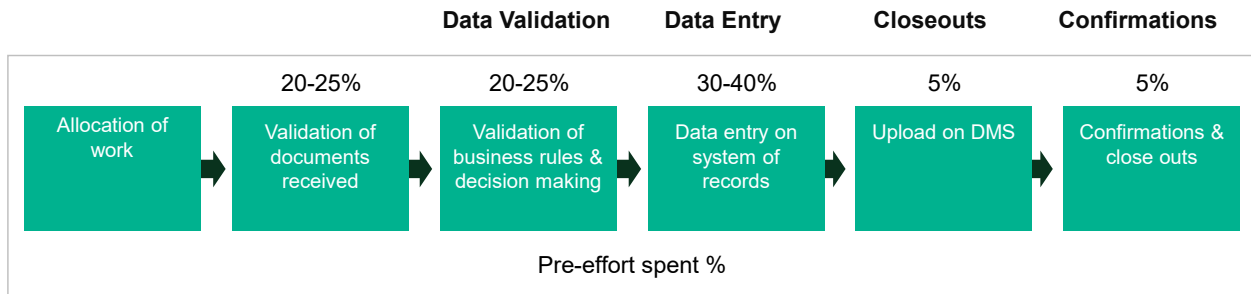 Data Validation
Data Entry
Closeouts
Confirmations
20-25%
20-25%
30-40%
5%
5%
Allocation of
work
Validation of
documents
received
Validation of
business rules &
decision making
Data entry on
system of
records
Upload on DMS
Confirmations &
close outs
Pre-effort spent %